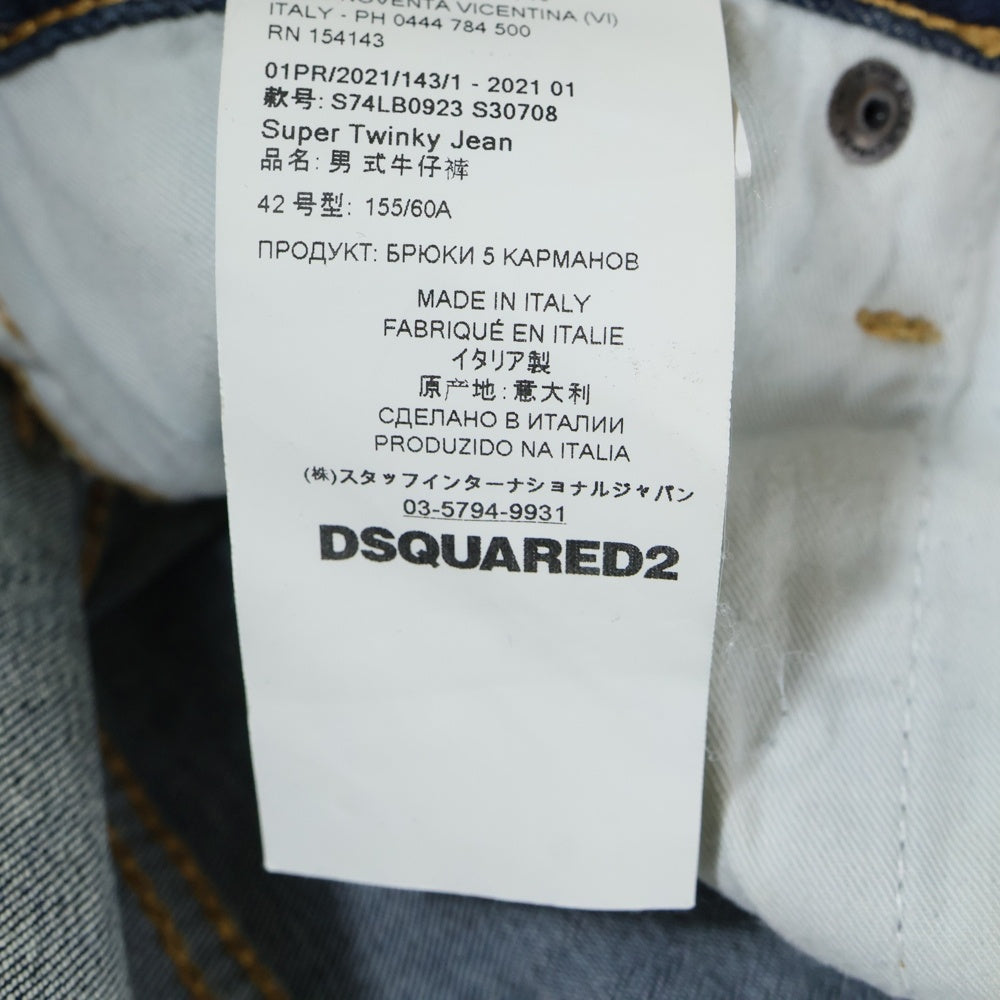 NOVENTA VICENTINA (VI)
ITALY - PH 0444 784 500
RN 154143
01PR/2021/143/1 - 2021 01
款号: S74LB0923 S30708
Super Twinky Jean
品名: 男 式牛仔裤
42 号型: 155/60A
ПРОДУКТ: БРЮКИ 5 КАРМАНОВ
MADE IN ITALY
FABRIQUÉ EN ITALIE
イタリア製
原产地: 意大利
СДЕЛАНО В ИТАЛИИ
PRODUZIDO NA ITALIA
(株)スタッフインターナショナルジャパン
03-5794-9931
DSQUARED2